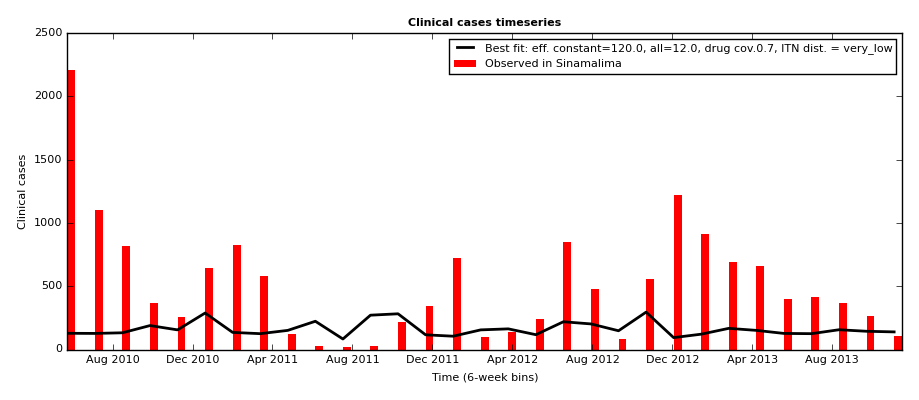 Clinical cases timeseries
Best fit: eff. constant=120.0, all=12.0, drug cov.0.7, ITN dist. = very_low
Observed in Sinamalima
Clinical cases
2500
2000
1500
1000
500
0
Aug 2010 Dec 2010 Apr 2011 Aug 2011 Dec 2011 Apr 2012 Aug 2012 Dec 2012 Apr 2013 Aug 2013
Time (6-week bins)